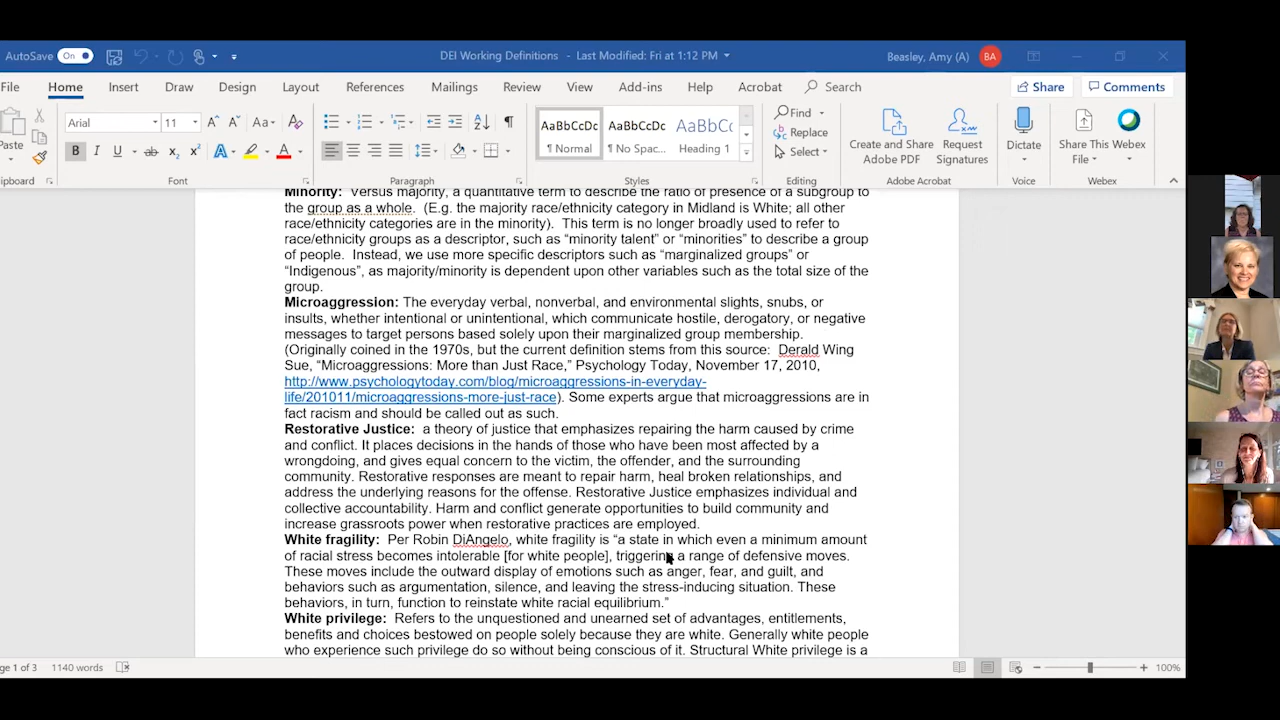 AutoSave On DEI Working Definitions - Last Modified: Fri at 1:12 PM Beasley, Amy (A) BA
File Home Insert Draw Design Layout References Mailings Review View Add-ins Help Acrobat Search Share Comments
Paste Arial 11 A A Aa A AaBbCcDc AaBbCcDc AaBbCc Find
B I U ab x₂ x² A A ¶ Normal ¶ No Spac... Heading 1 Replace
Select
Create and Share Adobe PDF Request Signatures Dictate Share This File Webex
Clipboard Font Paragraph Styles Editing Adobe Acrobat Voice Webex
Minority: Versus majority, a quantitative term to describe the ratio of presence of a subgroup to
the group as a whole. (E.g. the majority race/ethnicity category in Midland is White; all other
race/ethnicity categories are in the minority). This term is no longer broadly used to refer to
race/ethnicity groups as a descriptor, such as “minority talent” or “minorities” to describe a group
of people. Instead, we use more specific descriptors such as “marginalized groups” or
“Indigenous”, as majority/minority is dependent upon other variables such as the total size of the
group.
Microaggression: The everyday verbal, nonverbal, and environmental slights, snubs, or
insults, whether intentional or unintentional, which communicate hostile, derogatory, or negative
messages to target persons based solely upon their marginalized group membership.
(Originally coined in the 1970s, but the current definition stems from this source: Derald Wing
Sue, “Microaggressions: More than Just Race,” Psychology Today, November 17, 2010,
http://www.psychologytoday.com/blog/microaggressions-in-everyday-
life/201011/microaggressions-more-just-race). Some experts argue that microaggressions are in
fact racism and should be called out as such.
Restorative Justice: a theory of justice that emphasizes repairing the harm caused by crime
and conflict. It places decisions in the hands of those who have been most affected by a
wrongdoing, and gives equal concern to the victim, the offender, and the surrounding
community. Restorative responses are meant to repair harm, heal broken relationships, and
address the underlying reasons for the offense. Restorative Justice emphasizes individual and
collective accountability. Harm and conflict generate opportunities to build community and
increase grassroots power when restorative practices are employed.
White fragility: Per Robin DiAngelo, white fragility is “a state in which even a minimum amount
of racial stress becomes intolerable [for white people], triggering a range of defensive moves.
These moves include the outward display of emotions such as anger, fear, and guilt, and
behaviors such as argumentation, silence, and leaving the stress-inducing situation. These
behaviors, in turn, function to reinstate white racial equilibrium.”
White privilege: Refers to the unquestioned and unearned set of advantages, entitlements,
benefits and choices bestowed on people solely because they are white. Generally white people
who experience such privilege do so without being conscious of it. Structural White privilege is a
ge 1 of 3 1140 words 100%